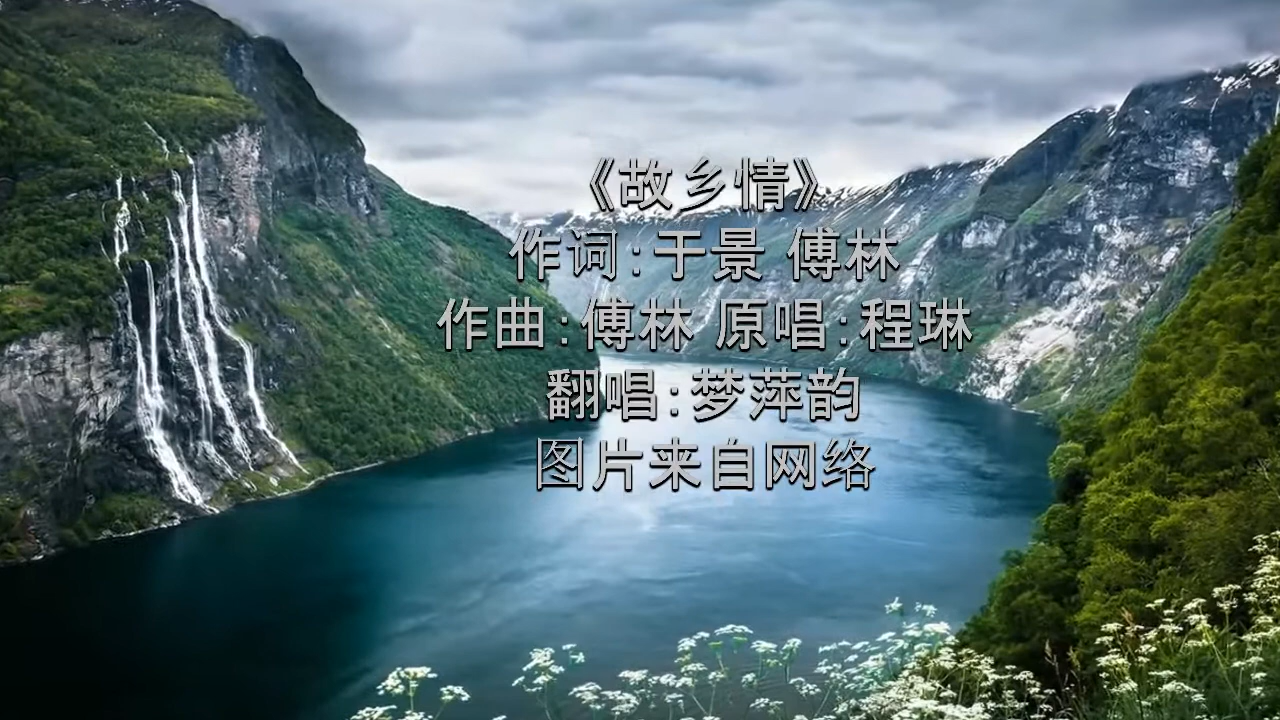 《故乡情》
作词:于景 傅林
作曲:傅林 原唱:程琳
翻唱:梦萍韵
图片来自网络